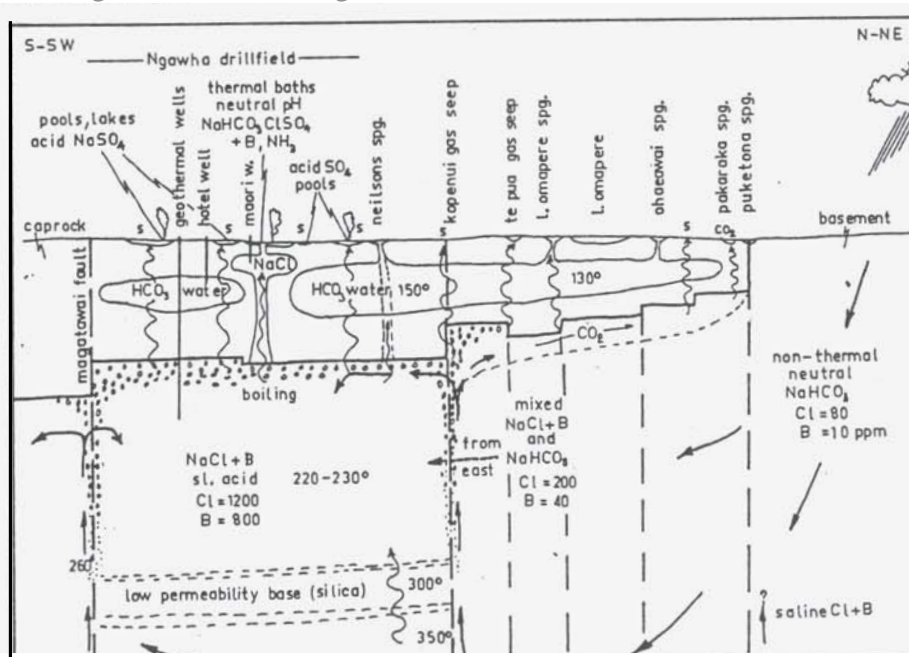 S-SW
N-NE
Ngawha drillfield
pools, lakes
acid NaSO4
geothermal wells
hotel well
maori w.
thermal baths
neutral pH
NaHCO3ClSO4
+ B, NH3
acid SO4
pools
neilsons spg.
kopenui gas seep
te pua gas seep
l. omapere spg.
l. omapere
ohaeawai spg.
pakaraka spg.
puketona spg.
caprock
s
s
s
s
s
s
CO2
basement
magatawai fault
HCO3 water
NaCl
HCO3 water 150°
130°
CO2
boiling
NaCl+B
sl. acid
Cl=1200
B = 800
220-230°
from
east
mixed
NaCl+B
and
NaHCO3
Cl = 200
B = 40
non-thermal
neutral
NaHCO3
Cl=80
B =10 ppm
260
low permeability base (silica)
300°
350°
?
saline Cl+B